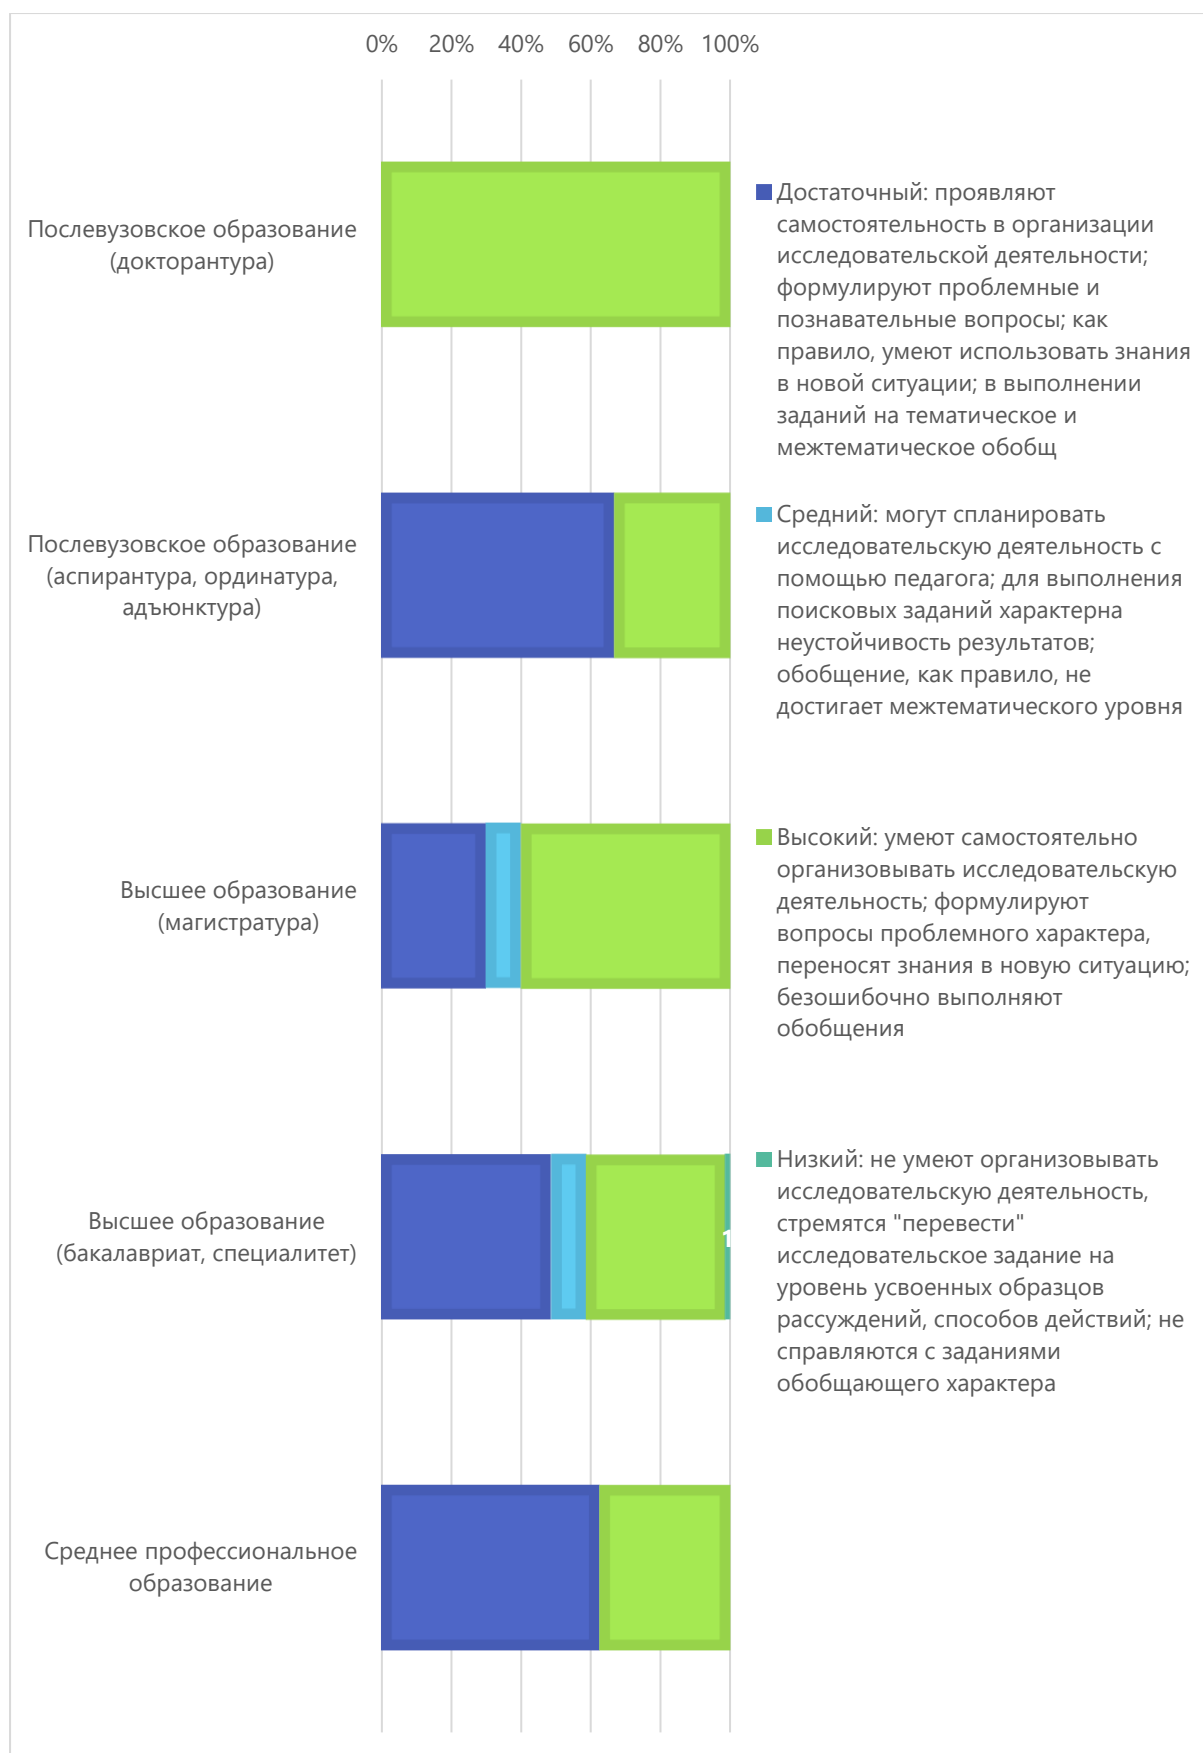 0% 20% 40% 60% 80% 100%
Послевузовское образование
(докторантура)
Послевузовское образование
(аспирантура, ординатура,
адъюнктура)
Высшее образование
(магистратура)
Высшее образование
(бакалавриат, специалитет)
1
Среднее профессиональное
образование
Достаточный: проявляют
самостоятельность в организации
исследовательской деятельности;
формулируют проблемные и
познавательные вопросы; как
правило, умеют использовать знания
в новой ситуации; в выполнении
заданий на тематическое и
межтематическое обобщ
Средний: могут спланировать
исследовательскую деятельность с
помощью педагога; для выполнения
поисковых заданий характерна
неустойчивость результатов;
обобщение, как правило, не
достигает межтематического уровня
Высокий: умеют самостоятельно
организовывать исследовательскую
деятельность; формулируют
вопросы проблемного характера,
переносят знания в новую ситуацию;
безошибочно выполняют
обобщения
Низкий: не умеют организовывать
исследовательскую деятельность,
стремятся "перевести"
исследовательское задание на
уровень усвоенных образцов
рассуждений, способов действий; не
справляются с заданиями
обобщающего характера